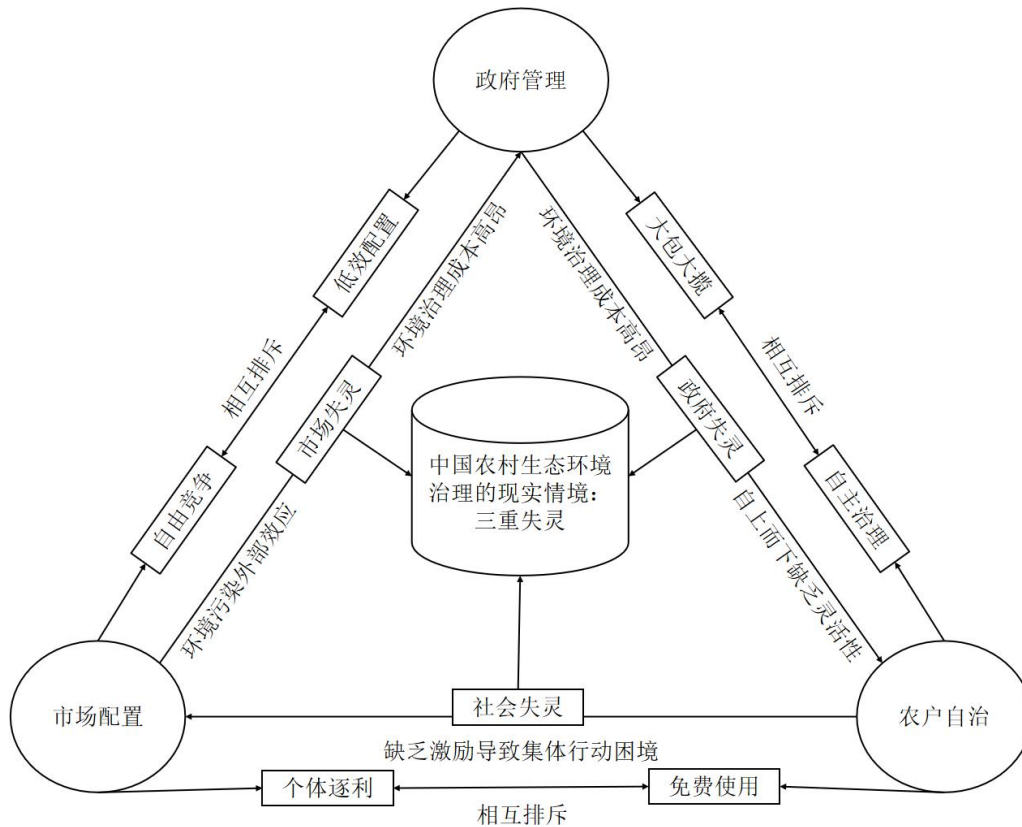 政府管理
低效配置
环境治理成本高昂
环境治理成本高昂
大包大揽
相互排斥
相互排斥
市场失灵
政府失灵
中国农村生态环境
治理的现实情境：
三重失灵
自由竞争
自主治理
环境污染外部效应
自上而下缺乏灵活性
市场配置
社会失灵
农户自治
缺乏激励导致集体行动困境
个体逐利
免费使用
相互排斥